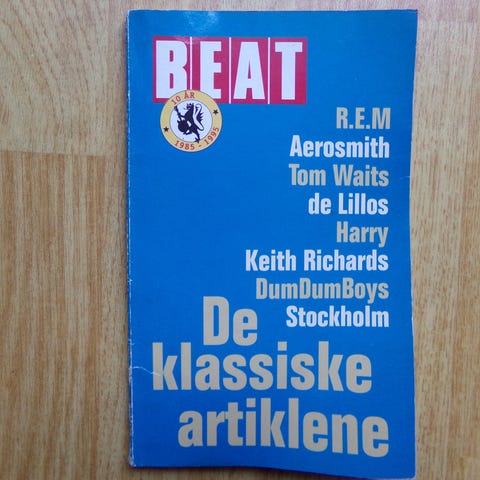 BEAT
10 ÅR
1985 - 1995
R.E.M
Aerosmith
Tom Waits
de Lillos
Harry
Keith Richards
DumDumBoys
Stockholm
De
klassiske
artiklene